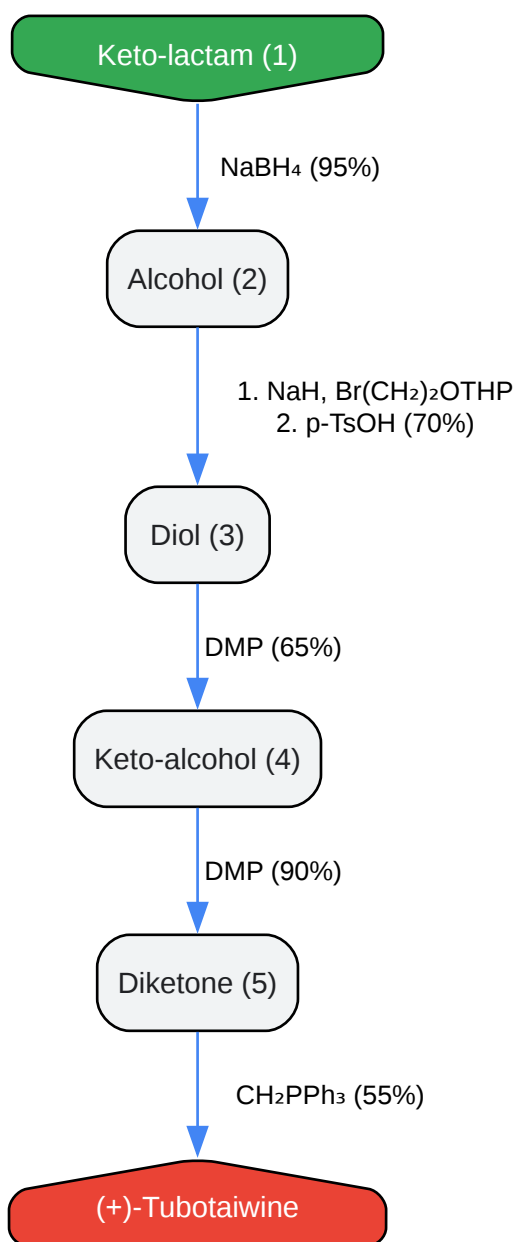 Keto-lactam (1)
NaBH₄ (95%)
Alcohol (2)
1. NaH, Br(CH₂)₂OTHP
2. p-TsOH (70%)
Diol (3)
DMP (65%)
Keto-alcohol (4)
DMP (90%)
Diketone (5)
CH₂PPh₃ (55%)
(+)-Tubotaiwine